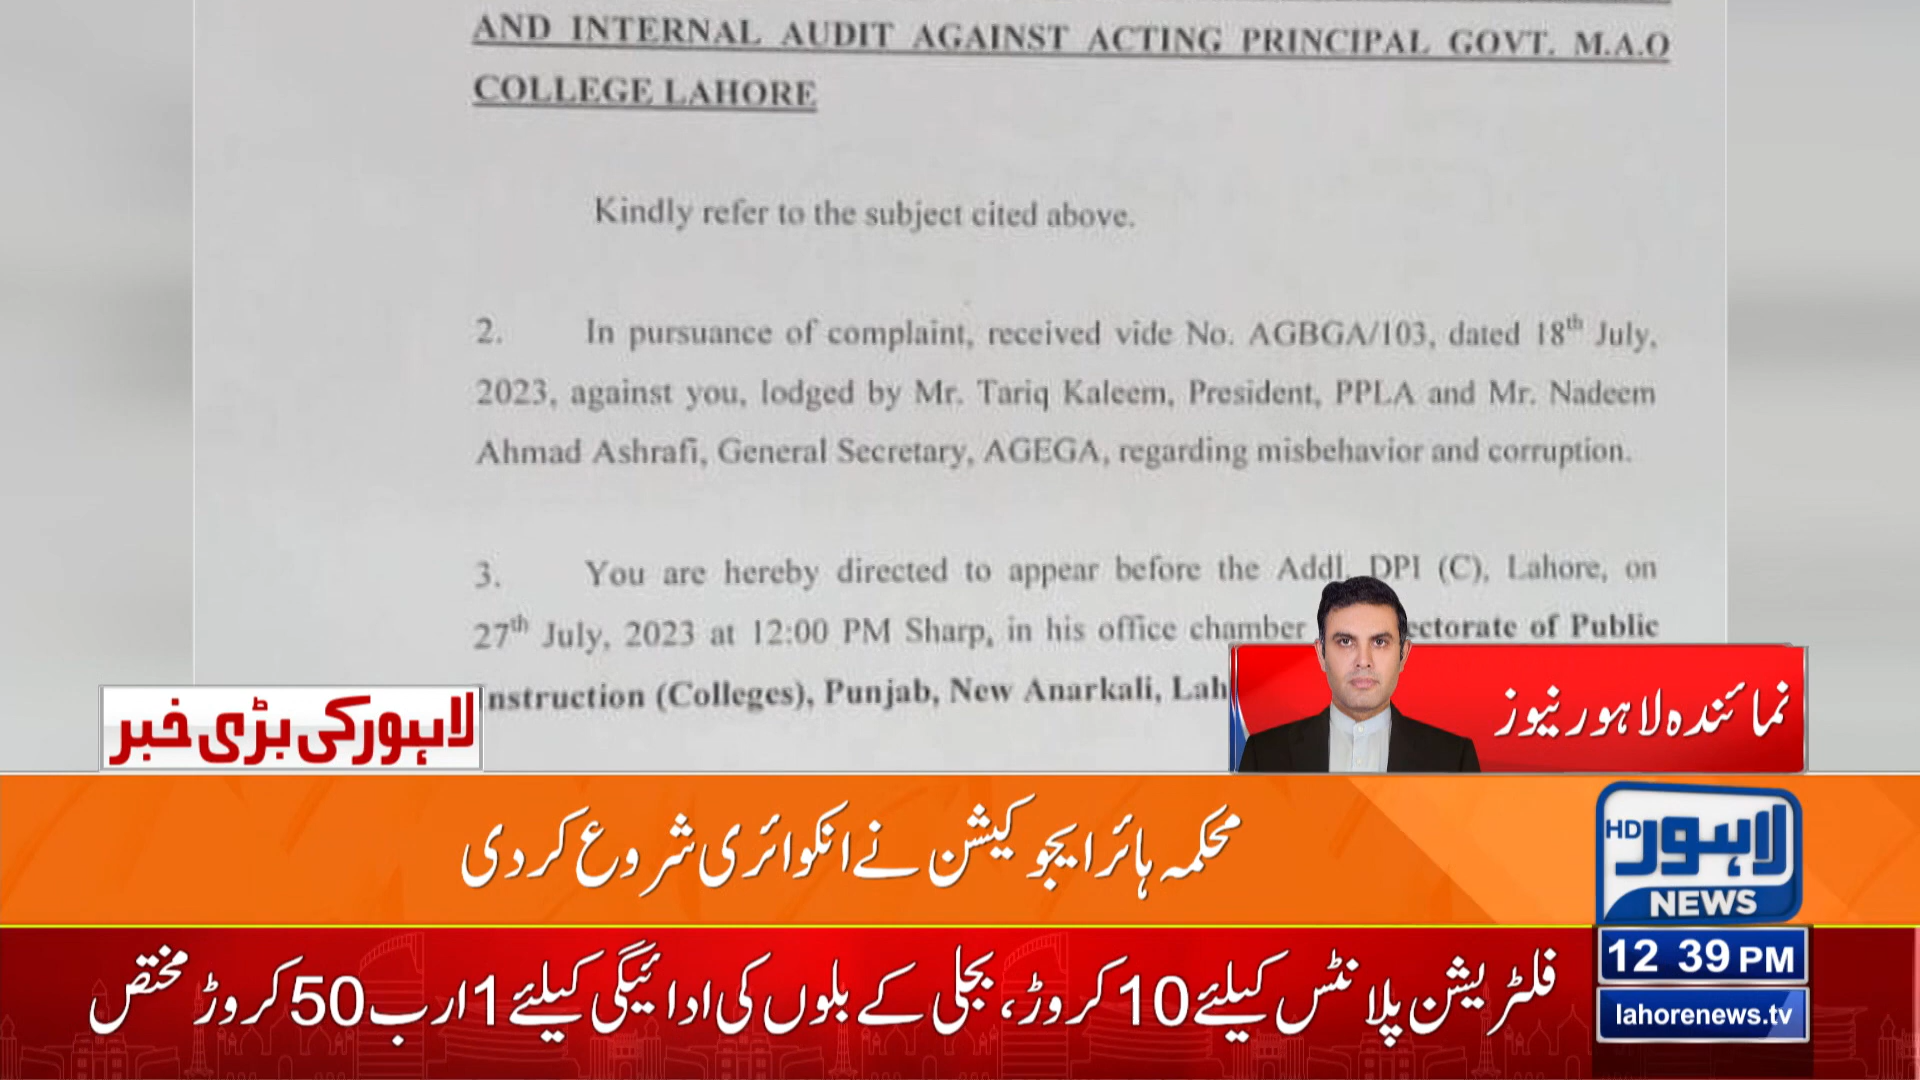 AND INTERNAL AUDIT AGAINST ACTING PRINCIPAL GOVT. M.A.O
COLLEGE LAHORE
Kindly refer to the subject cited above.
2. In pursuance of complaint, received vide No. AGBGA/103, dated 18th July,
2023, against you, lodged by Mr. Tariq Kaleem, President, PPLA and Mr. Nadeem
Ahmad Ashrafi, General Secretary, AGEGA, regarding misbehavior and corruption.
3. You are hereby directed to appear before the Addl. DPI (C), Lahore, on
27th July, 2023 at 12:00 PM Sharp, in his office chamber ectorate of Public
nstruction (Colleges), Punjab, New Anarkali, Lah
نمائندہ لاہور نیوز
لاہور کی بڑی خبر
محکمہ ہائر ایجوکیشن نے انکوائری شروع کر دی
لاہور HD
NEWS
فلٹریشن پلانٹس کیلئے 10 کروڑ، بجلی کے بلوں کی ادائیگی کیلئے 1 ارب 50 کروڑ مختص
12 39 PM
lahorenews.tv